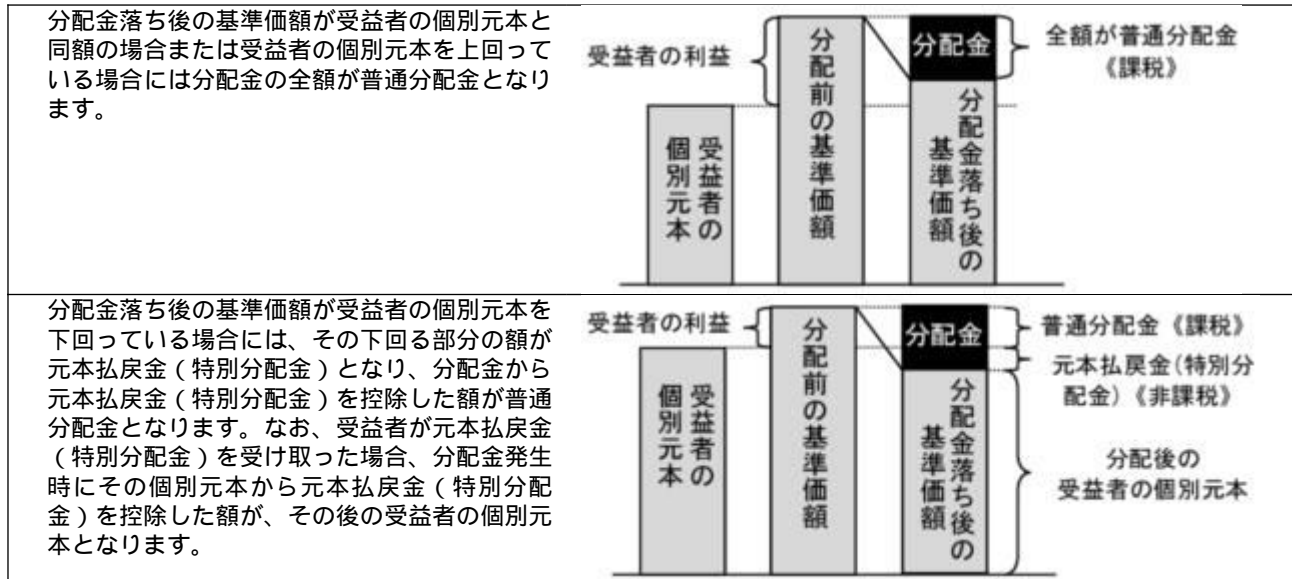 分配金落ち後の基準価額が受益者の個別元本と
同額の場合または受益者の個別元本を上回って
いる場合には分配金の全額が普通分配金となり
ます。
受益者の利益
受益者の
個別元本
分配前の基準価額
分配金
分配金落ち後の
基準価額
全額が普通分配金
《課税》
分配金落ち後の基準価額が受益者の個別元本を
下回っている場合には、その下回る部分の額が
元本払戻金(特別分配金)となり、分配金から
元本払戻金(特別分配金)を控除した額が普通
分配金となります。なお、受益者が元本払戻金
(特別分配金)を受け取った場合、分配金発生
時にその個別元本から元本払戻金(特別分配
金)を控除した額が、その後の受益者の個別元
本となります。
受益者の利益
受益者の
個別元本
分配前の基準価額
分配金
分配金落ち後の
基準価額
普通分配金《課税》
元本払戻金(特別分
配金)《非課税》
分配後の
受益者の個別元本